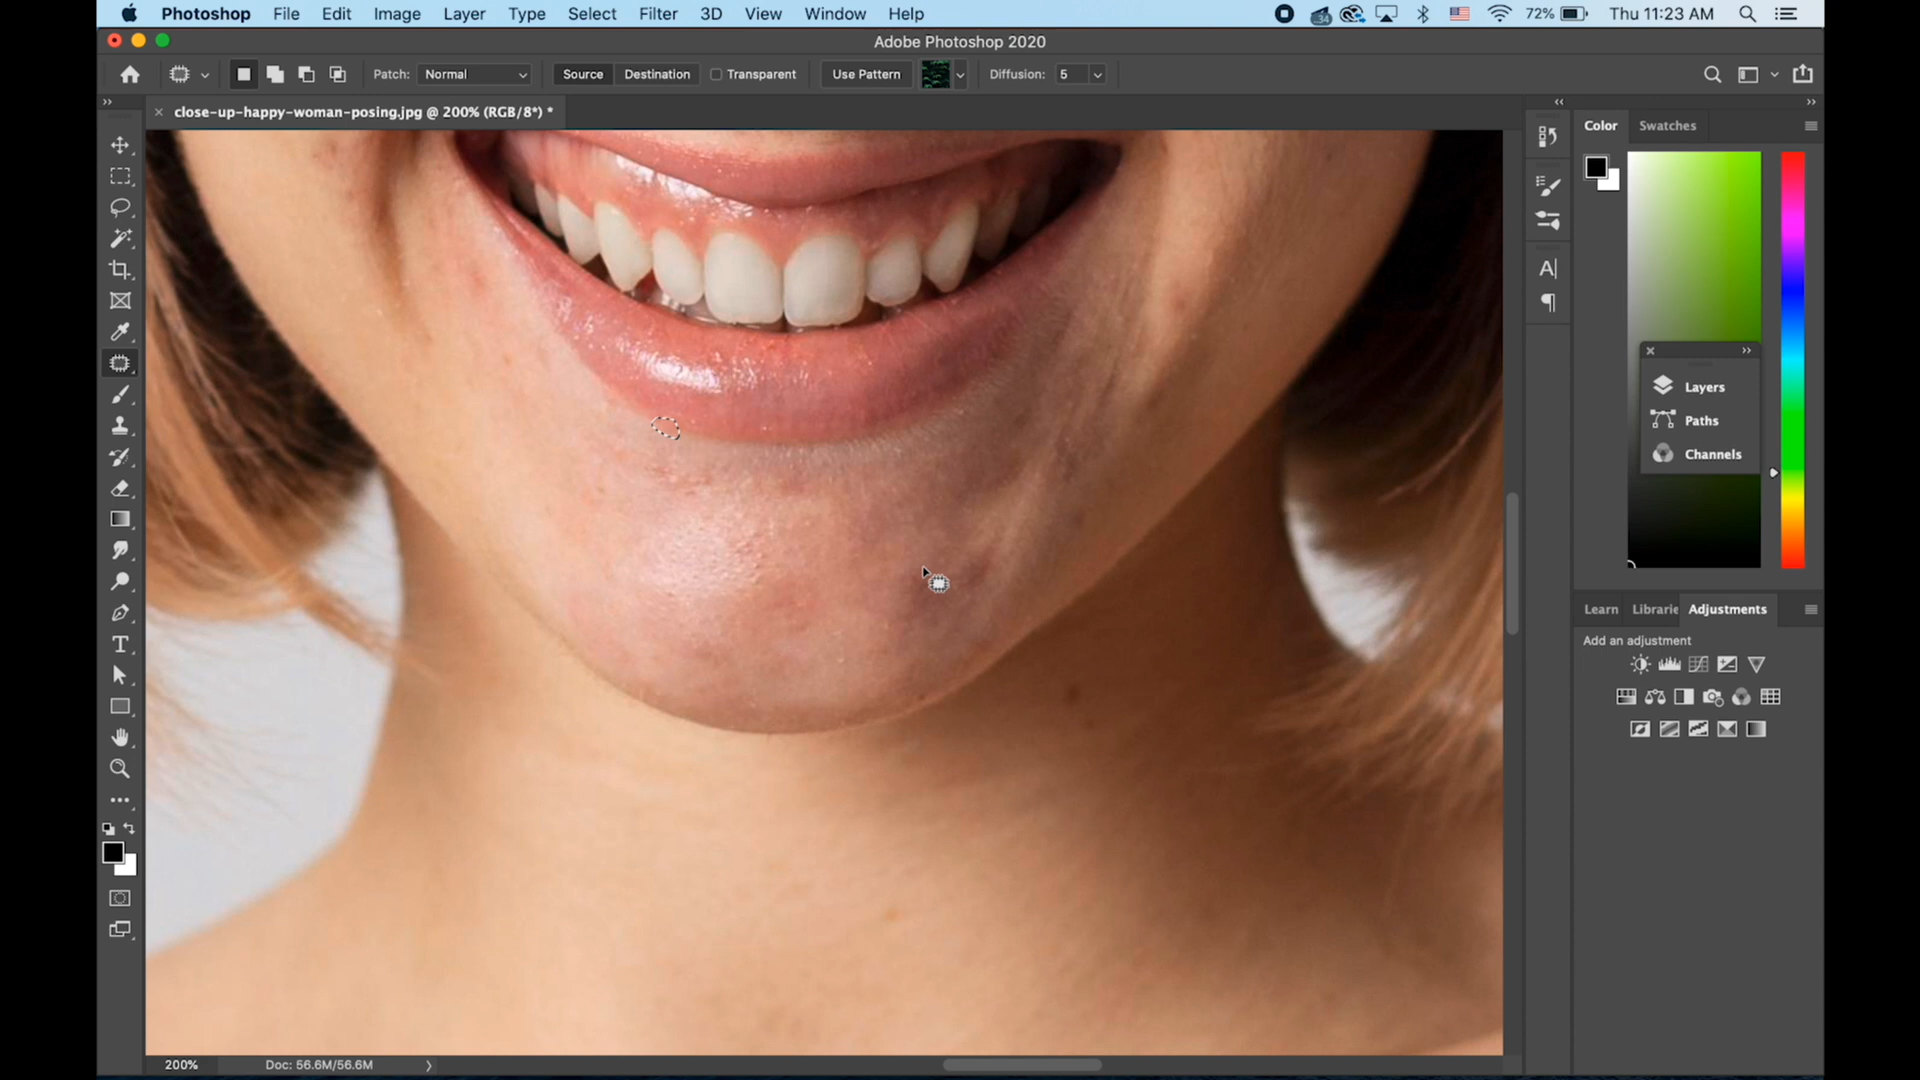 Photoshop File Edit Image Layer Type Select Filter 3D View Window Help 34 72% Thu 11:23 AM
Adobe Photoshop 2020
Patch: Normal Source Destination Transparent Use Pattern Diffusion: 5
× close-up-happy-woman-posing.jpg @ 200% (RGB/8*) *
Color Swatches
Layers
Paths
Channels
Learn Librarie Adjustments
Add an adjustment
200% Doc: 56.6M/56.6M